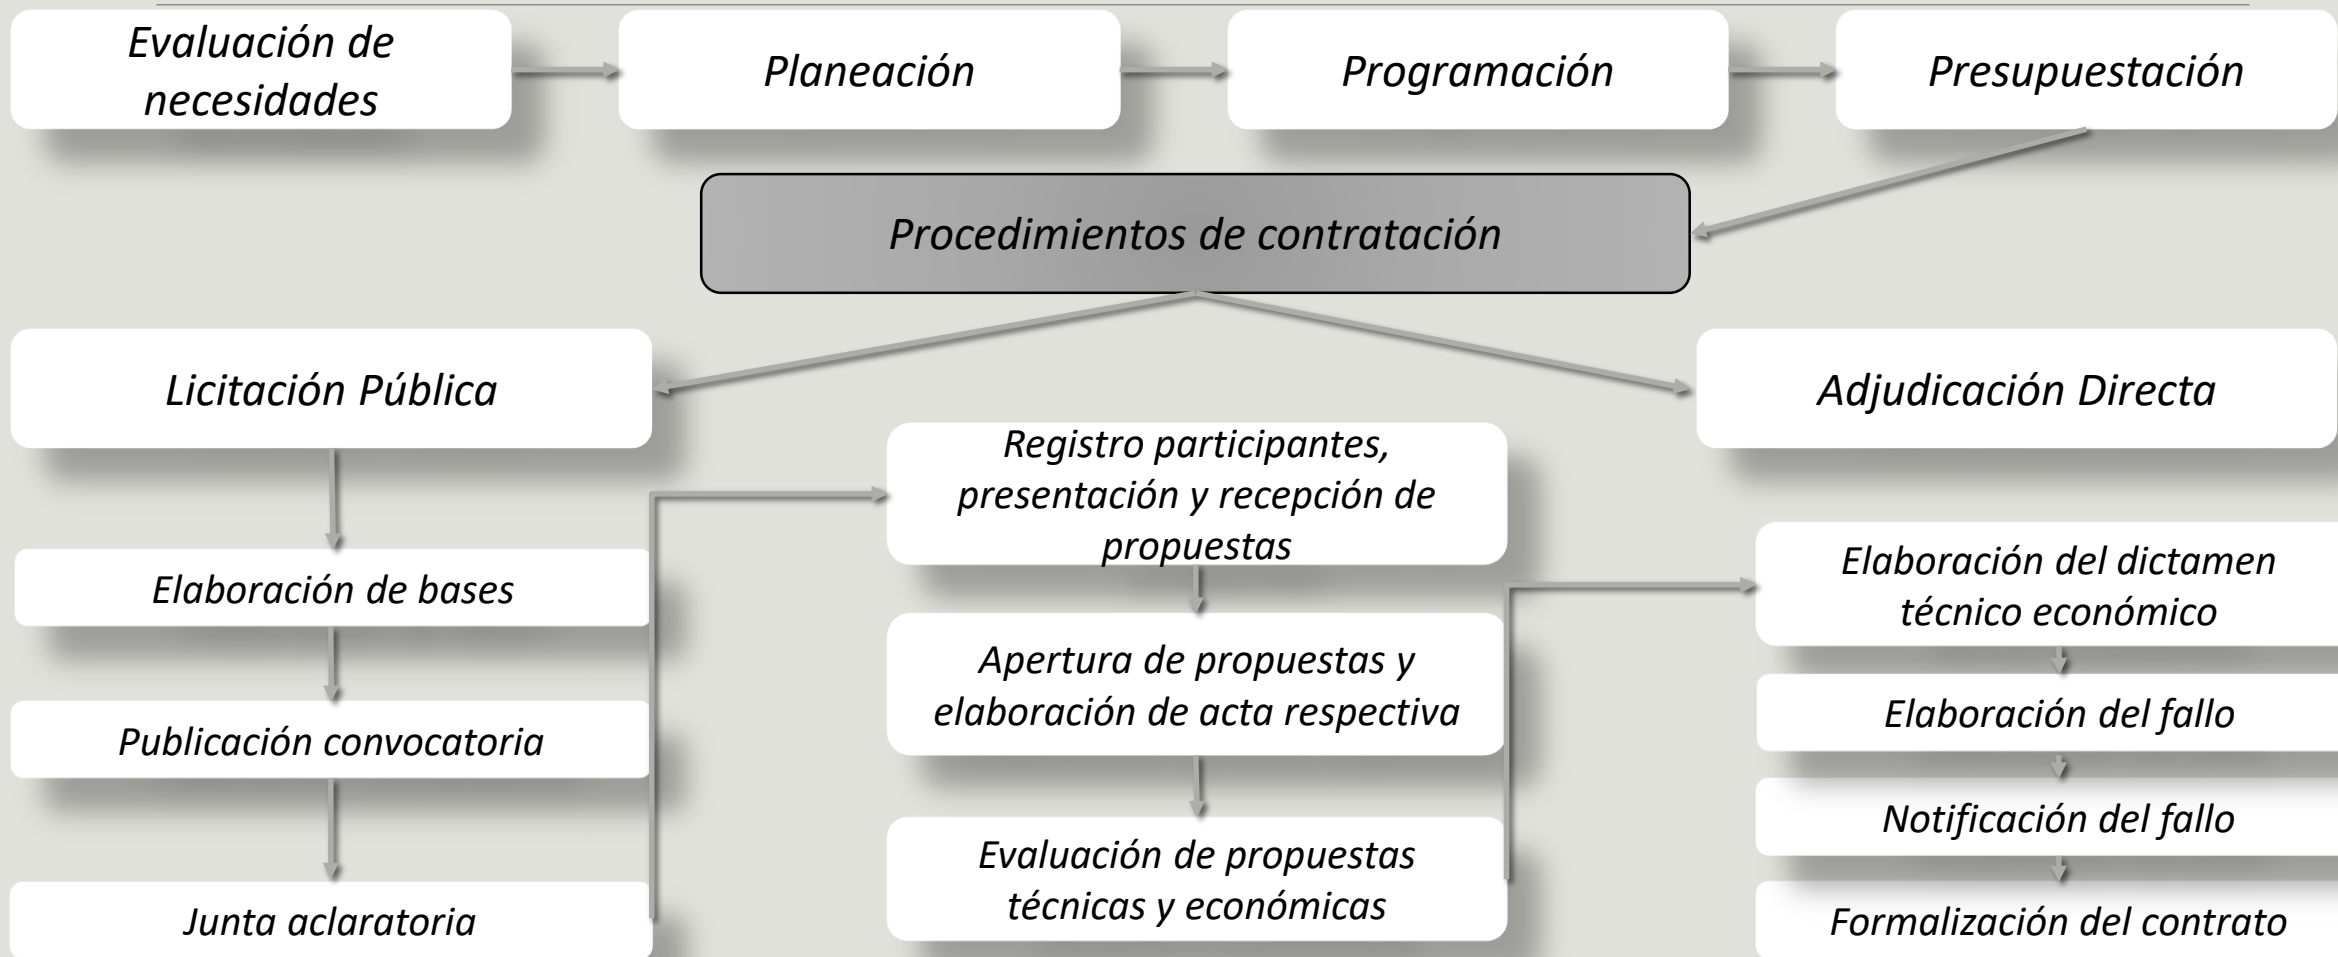 Evaluación de
necesidades
Planeación
Programación
Presupuestación
Procedimientos de contratación
Licitación Pública
Adjudicación Directa
Elaboración de bases
Publicación convocatoria
Junta aclaratoria
Registro participantes,
presentación y recepción de
propuestas
Apertura de propuestas y
elaboración de acta respectiva
Evaluación de propuestas
técnicas y económicas
Elaboración del dictamen
técnico económico
Elaboración del fallo
Notificación del fallo
Formalización del contrato